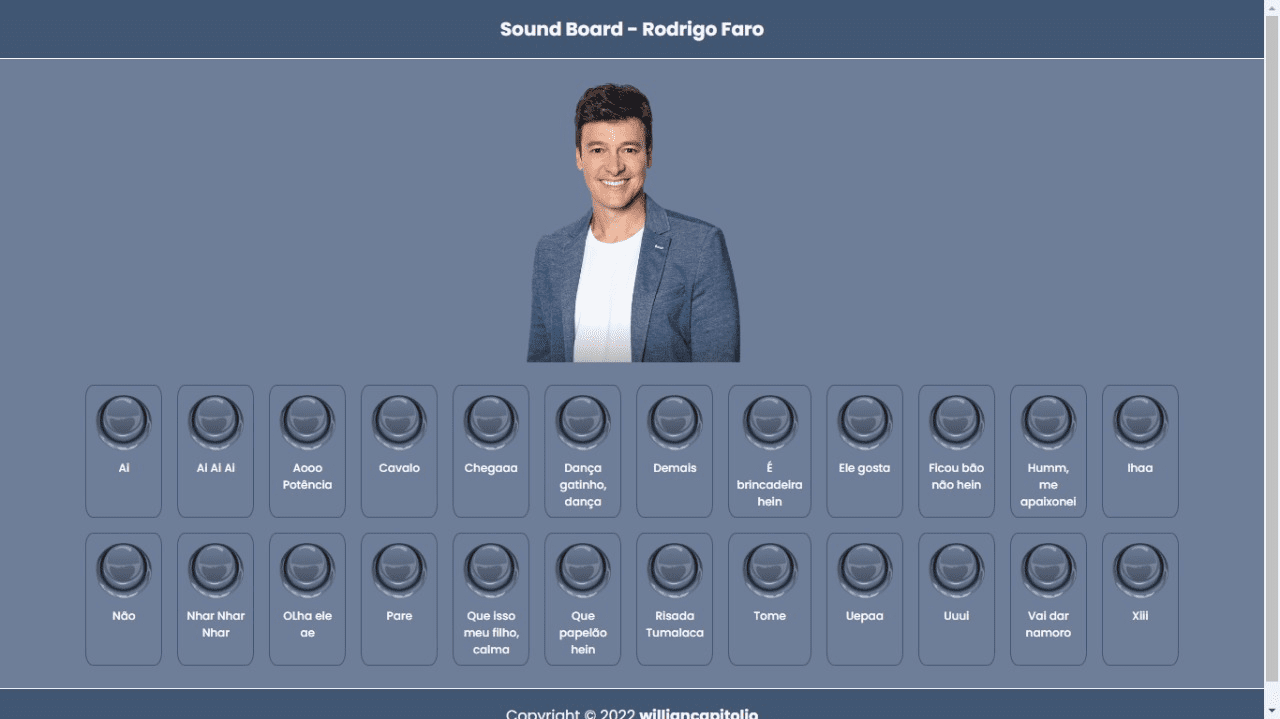 Sound Board - Rodrigo Faro
Ai
Ai Ai Ai
Aooo
Potência
Cavalo
Chegaaa
Dança
gatinho,
dança
Demais
É
brincadeira
hein
Ele gosta
Ficou bão
não hein
Humm,
me
apaixonei
Ihaa
Não
Nhar Nhar
Nhar
OLha ele
ae
Pare
Que isso
meu filho,
calma
Que
papelão
hein
Risada
Tumalaca
Tome
Uepaa
Uuui
Vai dar
namoro
Xiii
Copyright © 2022 williancapitolio